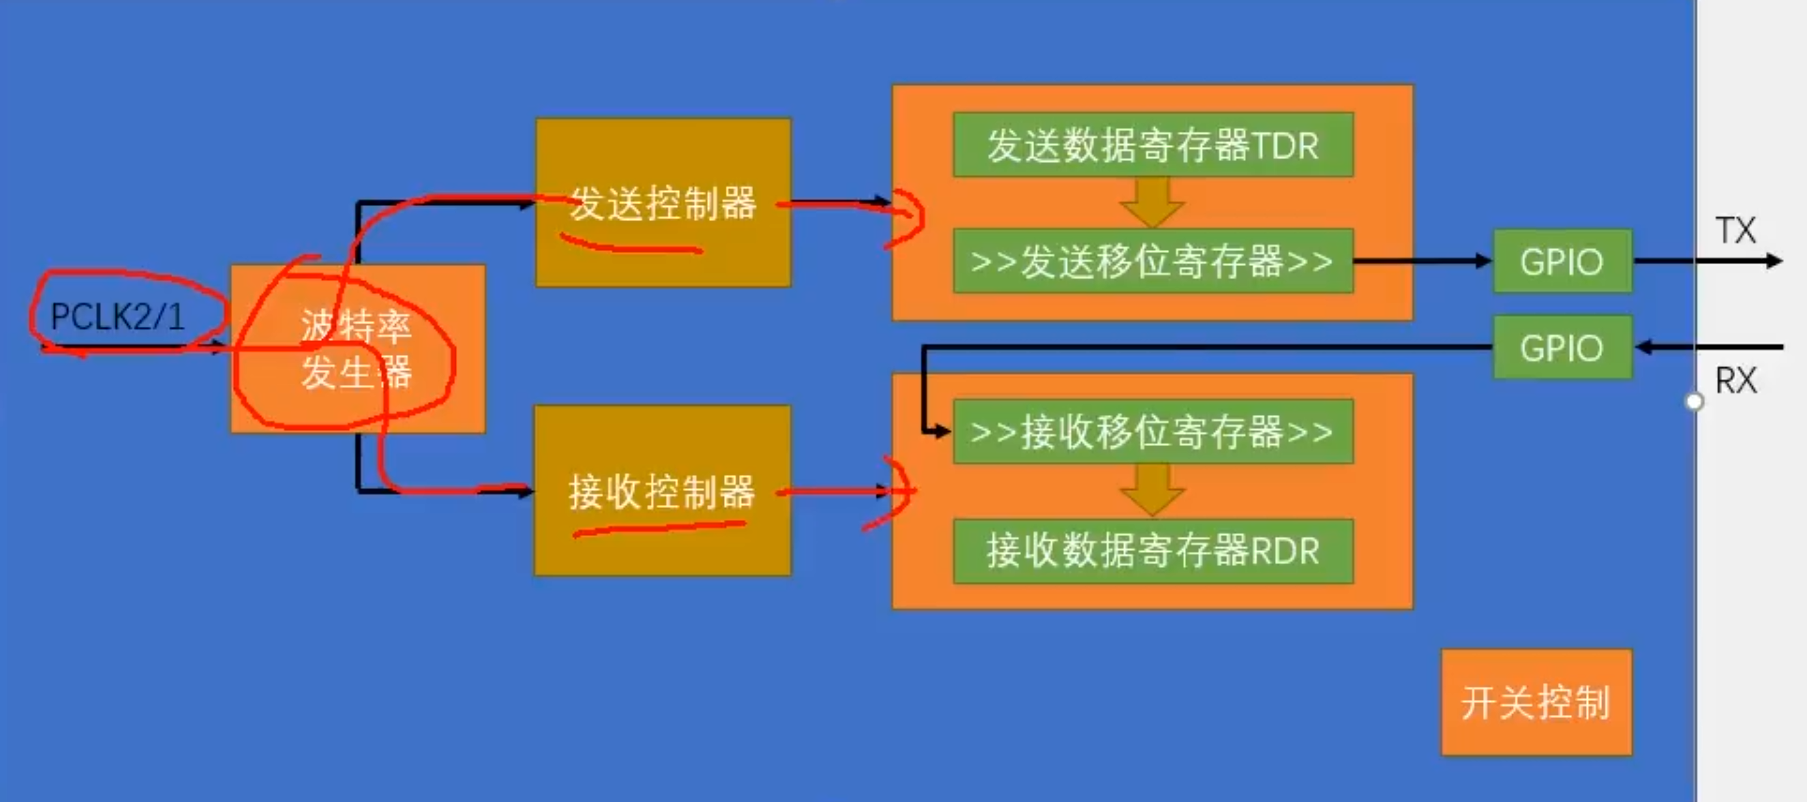 发送数据寄存器TDR
发送控制器
>>发送移位寄存器>>
GPIO
TX
PCLK2/1
波特率
发生器
GPIO
RX
>>接收移位寄存器>>
接收控制器
接收数据寄存器RDR
开关控制